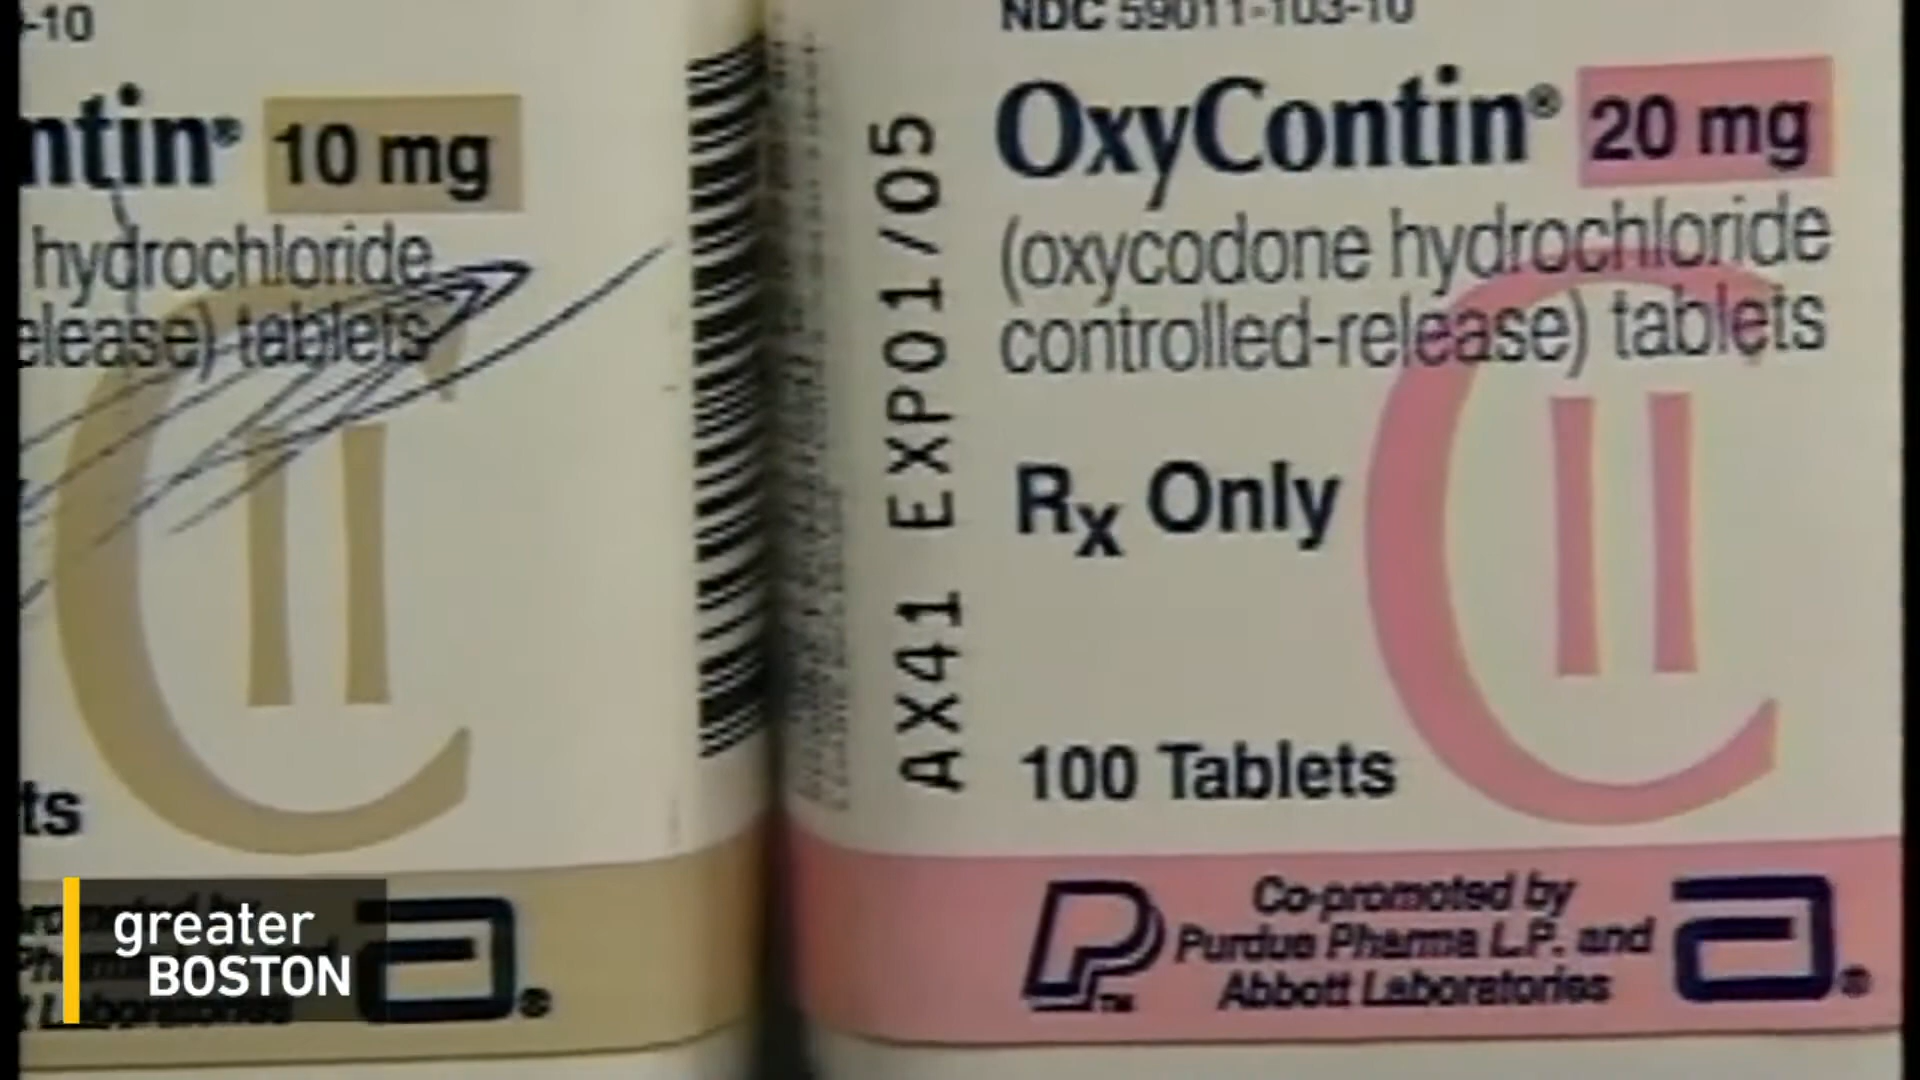 -10
ntin® 10 mg
hydrochloride
elease) tablets
CII
ts
NDC 59011-103-10
OxyContin® 20 mg
(oxycodone hydrochloride
controlled-release) tablets
Rx Only
CII
100 Tablets
AX41 EXP01/05
Co-promoted by
Purdue Pharma L.P. and
Abbott Laboratories
greater
BOSTON